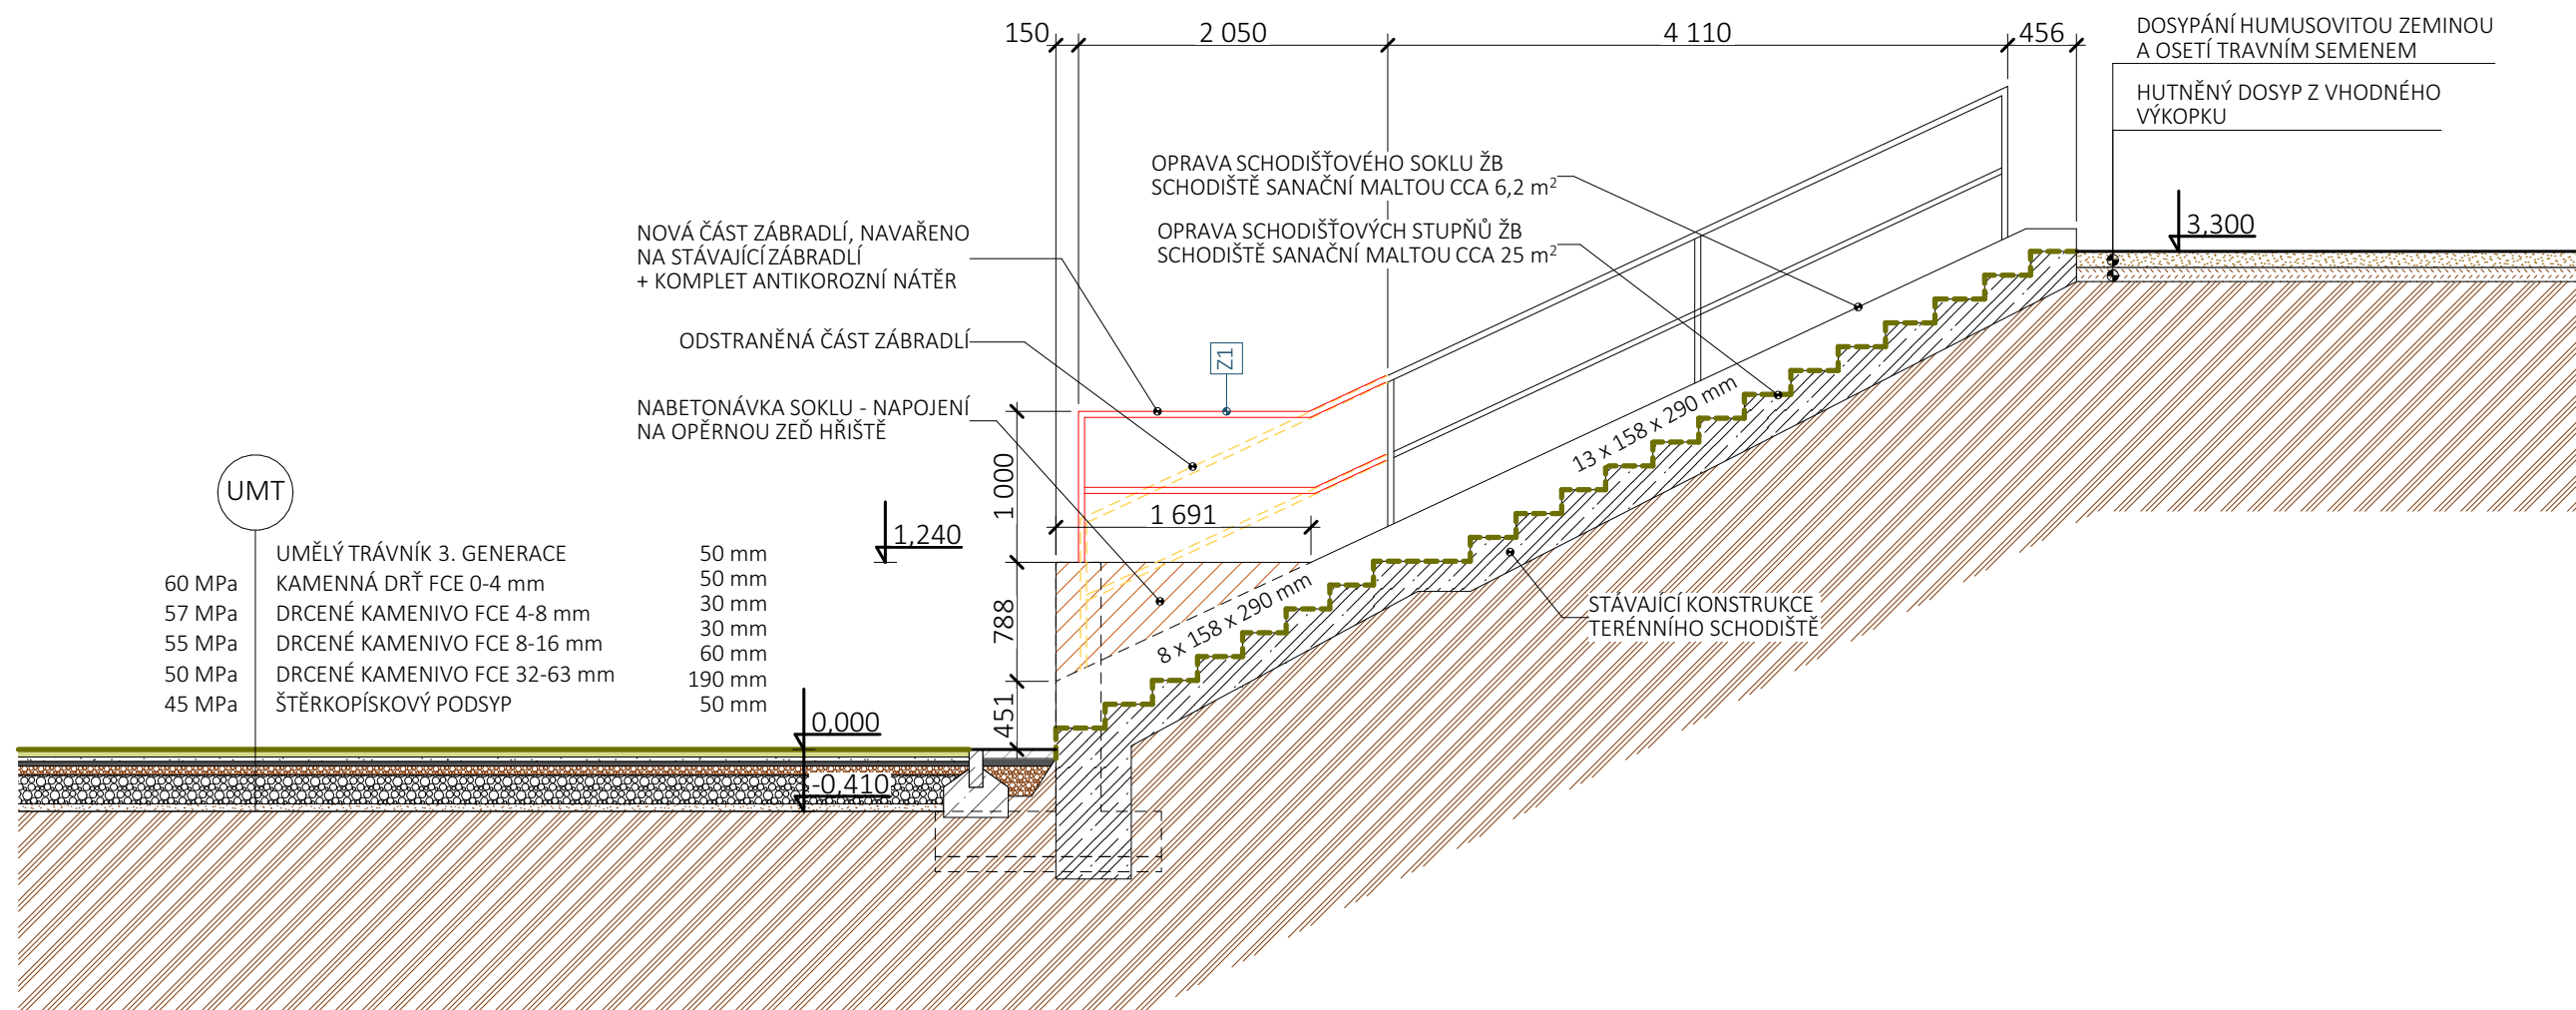 150
2 050
4 110
456
DOSYPÁNÍ HUMUSOVITOU ZEMINOU
A OSETÍ TRAVNÍM SEMENEM
HUTNĚNÝ DOSYP Z VHODNÉHO
VÝKOPKU
OPRAVA SCHODIŠŤOVÉHO SOKLU ŽB
SCHODIŠTĚ SANAČNÍ MALTOU CCA 6,2 m²
OPRAVA SCHODIŠŤOVÝCH STUPŇŮ ŽB
SCHODIŠTĚ SANAČNÍ MALTOU CCA 25 m²
3,300
NOVÁ ČÁST ZÁBRADLÍ, NAVAŘENO
NA STÁVAJÍCÍ ZÁBRADLÍ
+ KOMPLET ANTIKOROZNÍ NÁTĚR
ODSTRANĚNÁ ČÁST ZÁBRADLÍ
Z1
NABETONÁVKA SOKLU - NAPOJENÍ
NA OPĚRNOU ZEĎ HŘIŠTĚ
13 x 158 x 290 mm
1 000
1 691
1,240
UMT
UMĚLÝ TRÁVNÍK 3. GENERACE 50 mm
60 MPa KAMENNÁ DRŤ FCE 0-4 mm 50 mm
57 MPa DRCENÉ KAMENIVO FCE 4-8 mm 30 mm
30 mm
55 MPa DRCENÉ KAMENIVO FCE 8-16 mm 60 mm
50 MPa DRCENÉ KAMENIVO FCE 32-63 mm 190 mm
45 MPa ŠTĚRKOPÍSKOVÝ PODSYP 50 mm
788
8 x 158 x 290 mm
STÁVAJÍCÍ KONSTRUKCE
TERÉNNÍHO SCHODIŠTĚ
451
0,000
-0,410